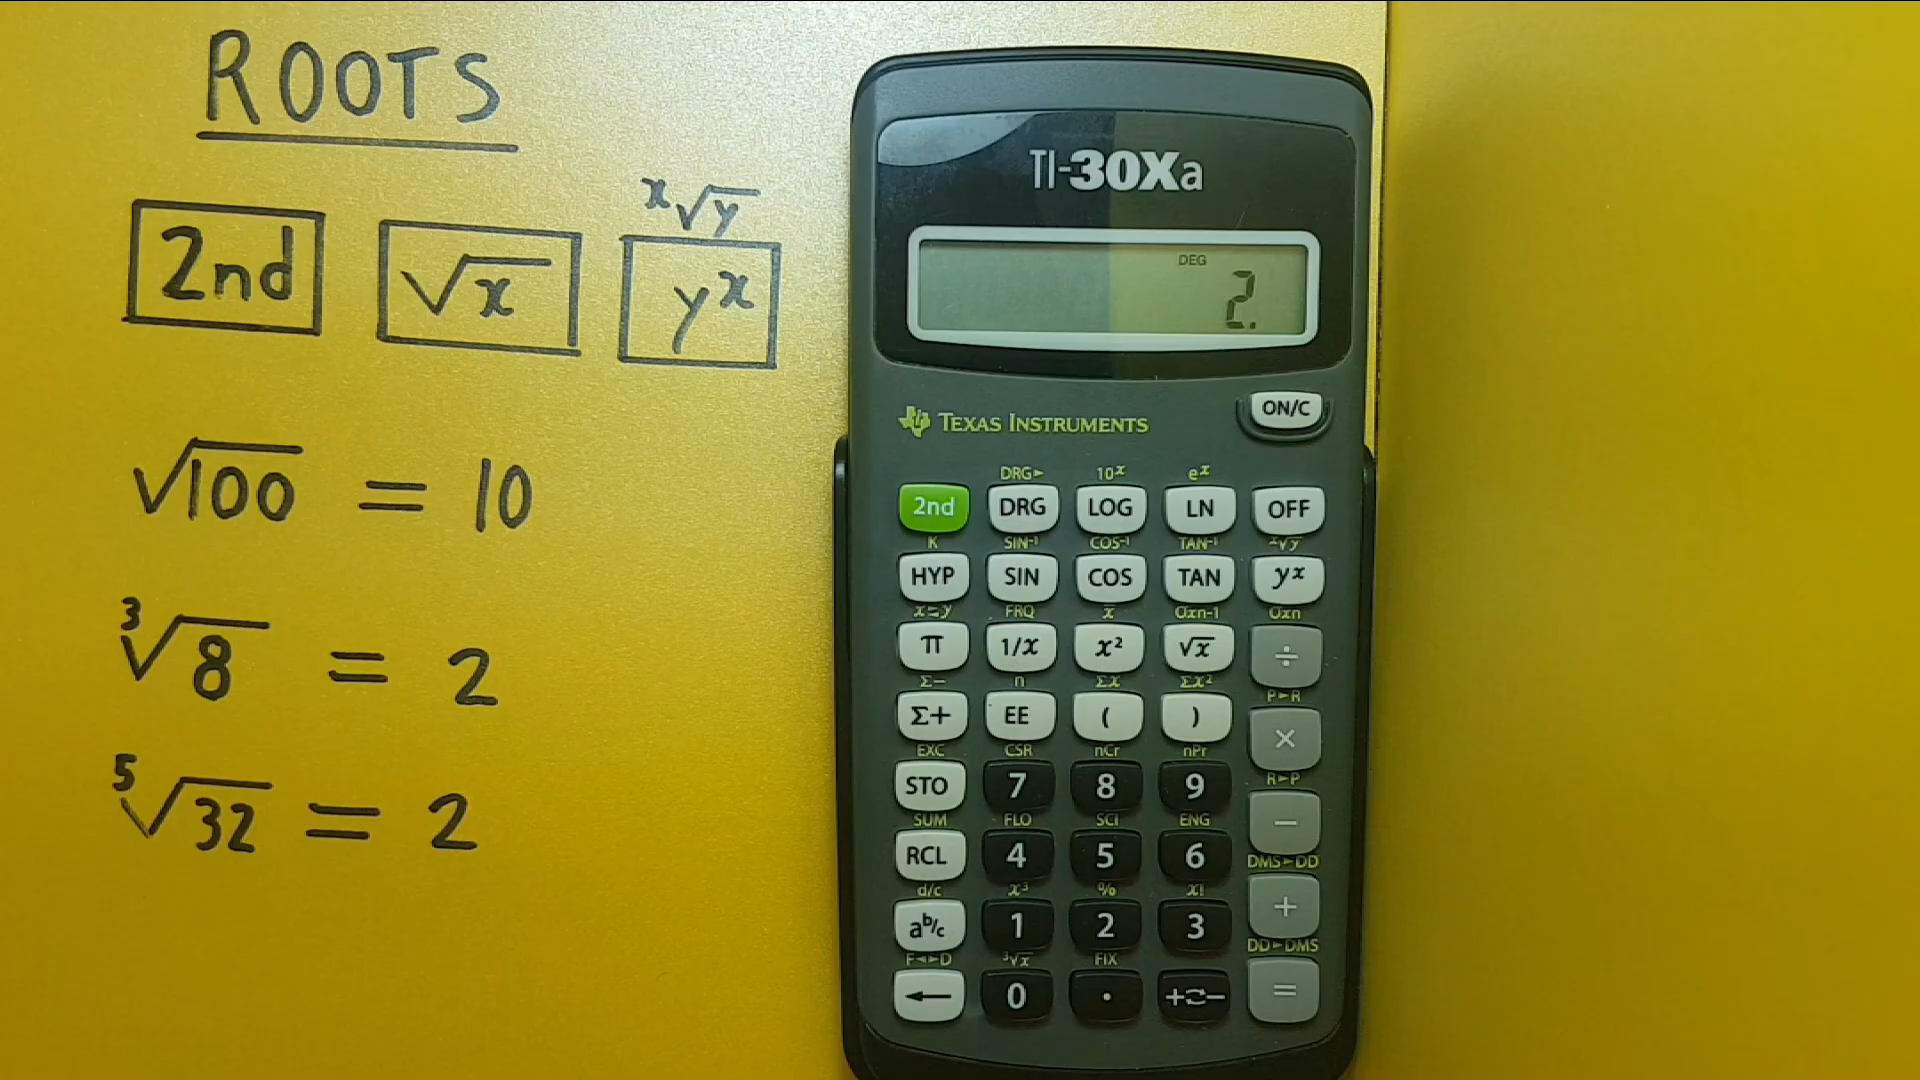 ROOTS
x√y
2nd √x yˣ
√100 = 10
³√8 = 2
⁵√32 = 2
TI-30Xa
DEG
2.
TEXAS INSTRUMENTS
ON/C
DRG► 10ˣ eˣ
2nd DRG LOG LN OFF
K SIN⁻¹ COS⁻¹ TAN⁻¹ ˣ√y
HYP SIN COS TAN yˣ
x⇆y FRQ x̄ σxn-1 σxn
π 1/x x² √x ÷
Σ- n Σx Σx² P►R
Σ+ EE ( ) ×
EXC CSR nCr nPr R►P
STO 7 8 9 −
SUM FLO SCI ENG DMS►DD
RCL 4 5 6 +
d/c x³ % x! DD►DMS
aᵇ/c 1 2 3
F◄►D ³√x FIX
← 0 . +⇄− =